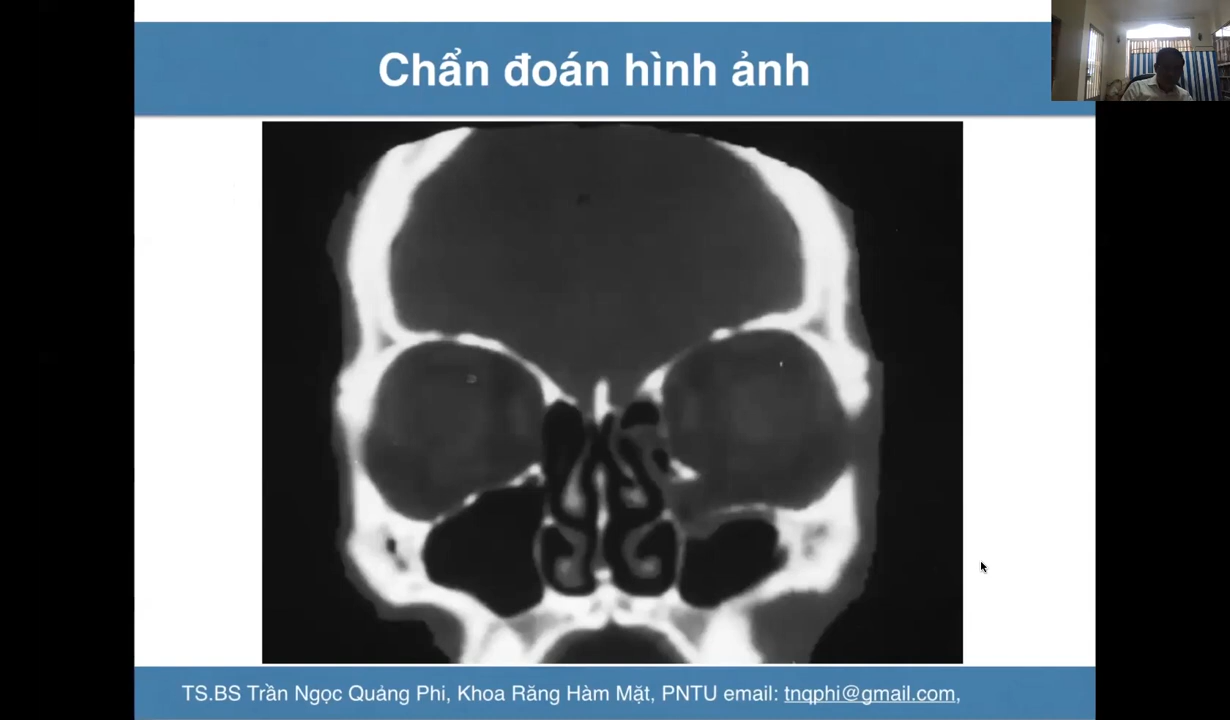 Chẩn đoán hình ảnh
TS.BS Trần Ngọc Quảng Phi, Khoa Răng Hàm Mặt, PNTU email: tnqphi@gmail.com,